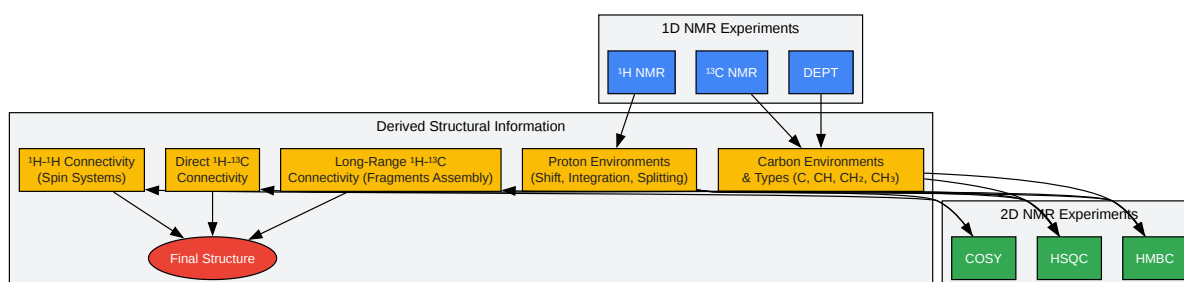 1D NMR Experiments
¹H NMR
¹³C NMR
DEPT
Derived Structural Information
¹H-¹H Connectivity
(Spin Systems)
Direct ¹H-¹³C
Connectivity
Long-Range ¹H-¹³C
Connectivity (Fragments Assembly)
Proton Environments
(Shift, Integration, Splitting)
Carbon Environments
& Types (C, CH, CH₂, CH₃)
2D NMR Experiments
Final Structure
COSY
HSQC
HMBC